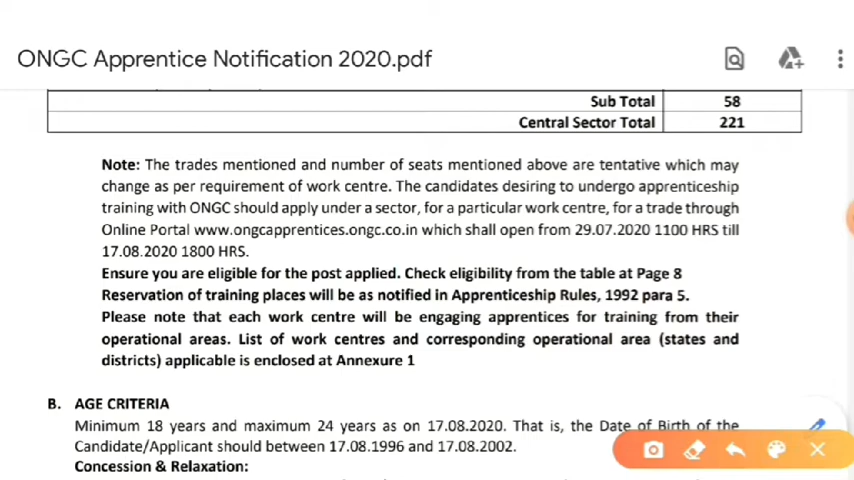 ONGC Apprentice Notification 2020.pdf
Sub Total 58
Central Sector Total 221
Note: The trades mentioned and number of seats mentioned above are tentative which may
change as per requirement of work centre. The candidates desiring to undergo apprenticeship
training with ONGC should apply under a sector, for a particular work centre, for a trade through
Online Portal www.ongcapprentices.ongc.co.in which shall open from 29.07.2020 1100 HRS till
17.08.2020 1800 HRS.
Ensure you are eligible for the post applied. Check eligibility from the table at Page 8
Reservation of training places will be as notified in Apprenticeship Rules, 1992 para 5.
Please note that each work centre will be engaging apprentices for training from their
operational areas. List of work centres and corresponding operational area (states and
districts) applicable is enclosed at Annexure 1
B. AGE CRITERIA
Minimum 18 years and maximum 24 years as on 17.08.2020. That is, the Date of Birth of the
Candidate/Applicant should between 17.08.1996 and 17.08.2002.
Concession & Relaxation: